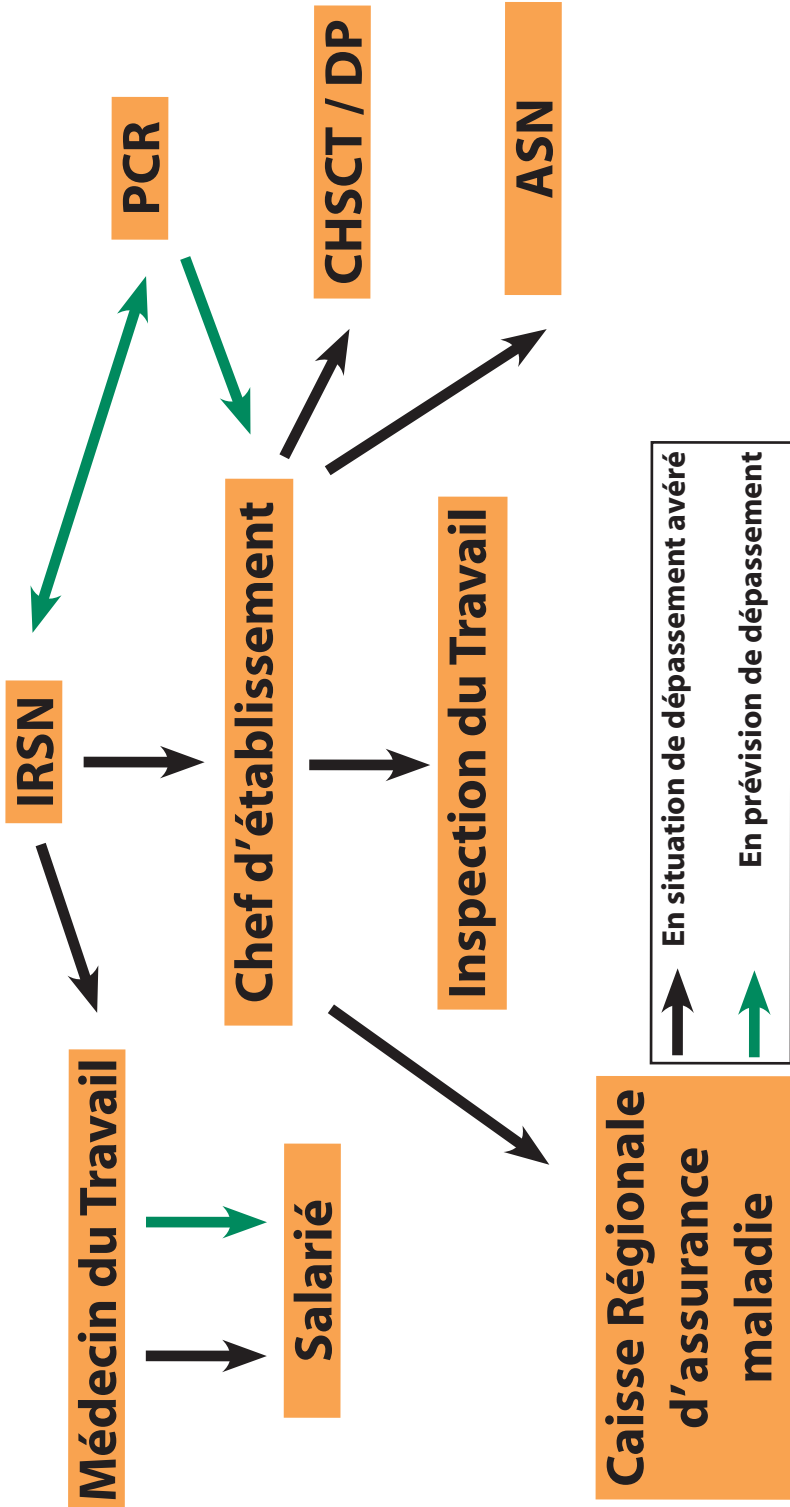 IRSN
PCR
Médecin du Travail
Chef d'établissement
CHSCT / DP
Salarié
Inspection du Travail
ASN
Caisse Régionale
d'assurance
maladie
En situation de dépassement avéré
En prévision de dépassement